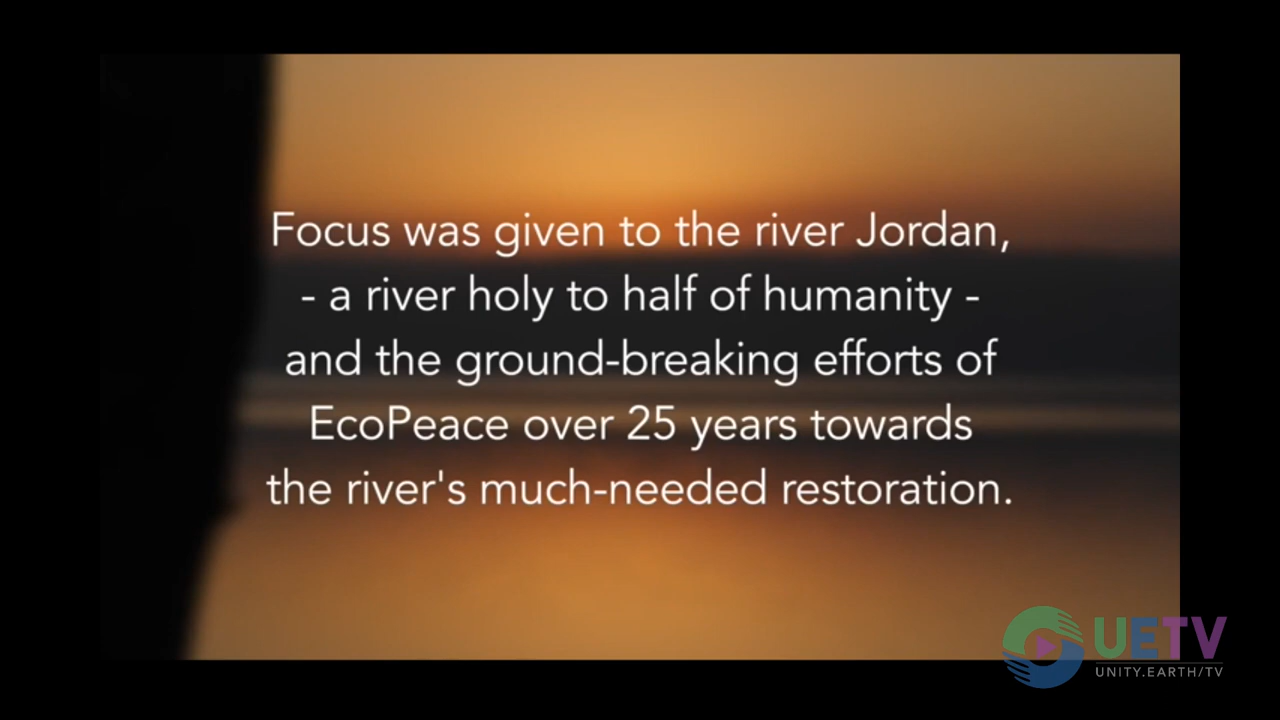 Focus was given to the river Jordan,
- a river holy to half of humanity -
and the ground-breaking efforts of
EcoPeace over 25 years towards
the river's much-needed restoration.
UETV
UNITY.EARTH/TV